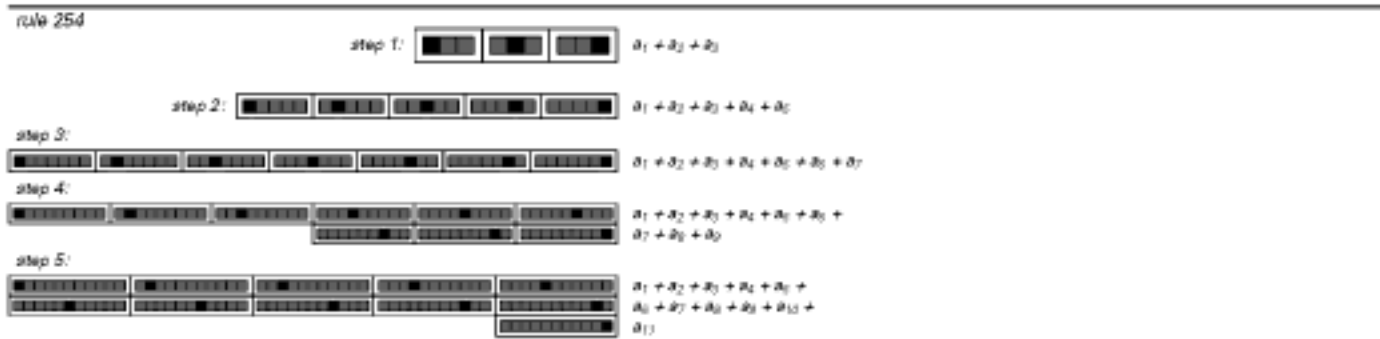 rule 254
step 1: a₁ + a₂ + a₃
step 2: a₁ + a₂ + a₃ + a₄ + a₅
step 3:
a₁ + a₂ + a₃ + a₄ + a₅ + a₆ + a₇
step 4:
a₁ + a₂ + a₃ + a₄ + a₅ + a₆ +
a₇ + a₈ + a₉
step 5:
a₁ + a₂ + a₃ + a₄ + a₅ +
a₆ + a₇ + a₈ + a₉ + a₁₀ +
a₁₁